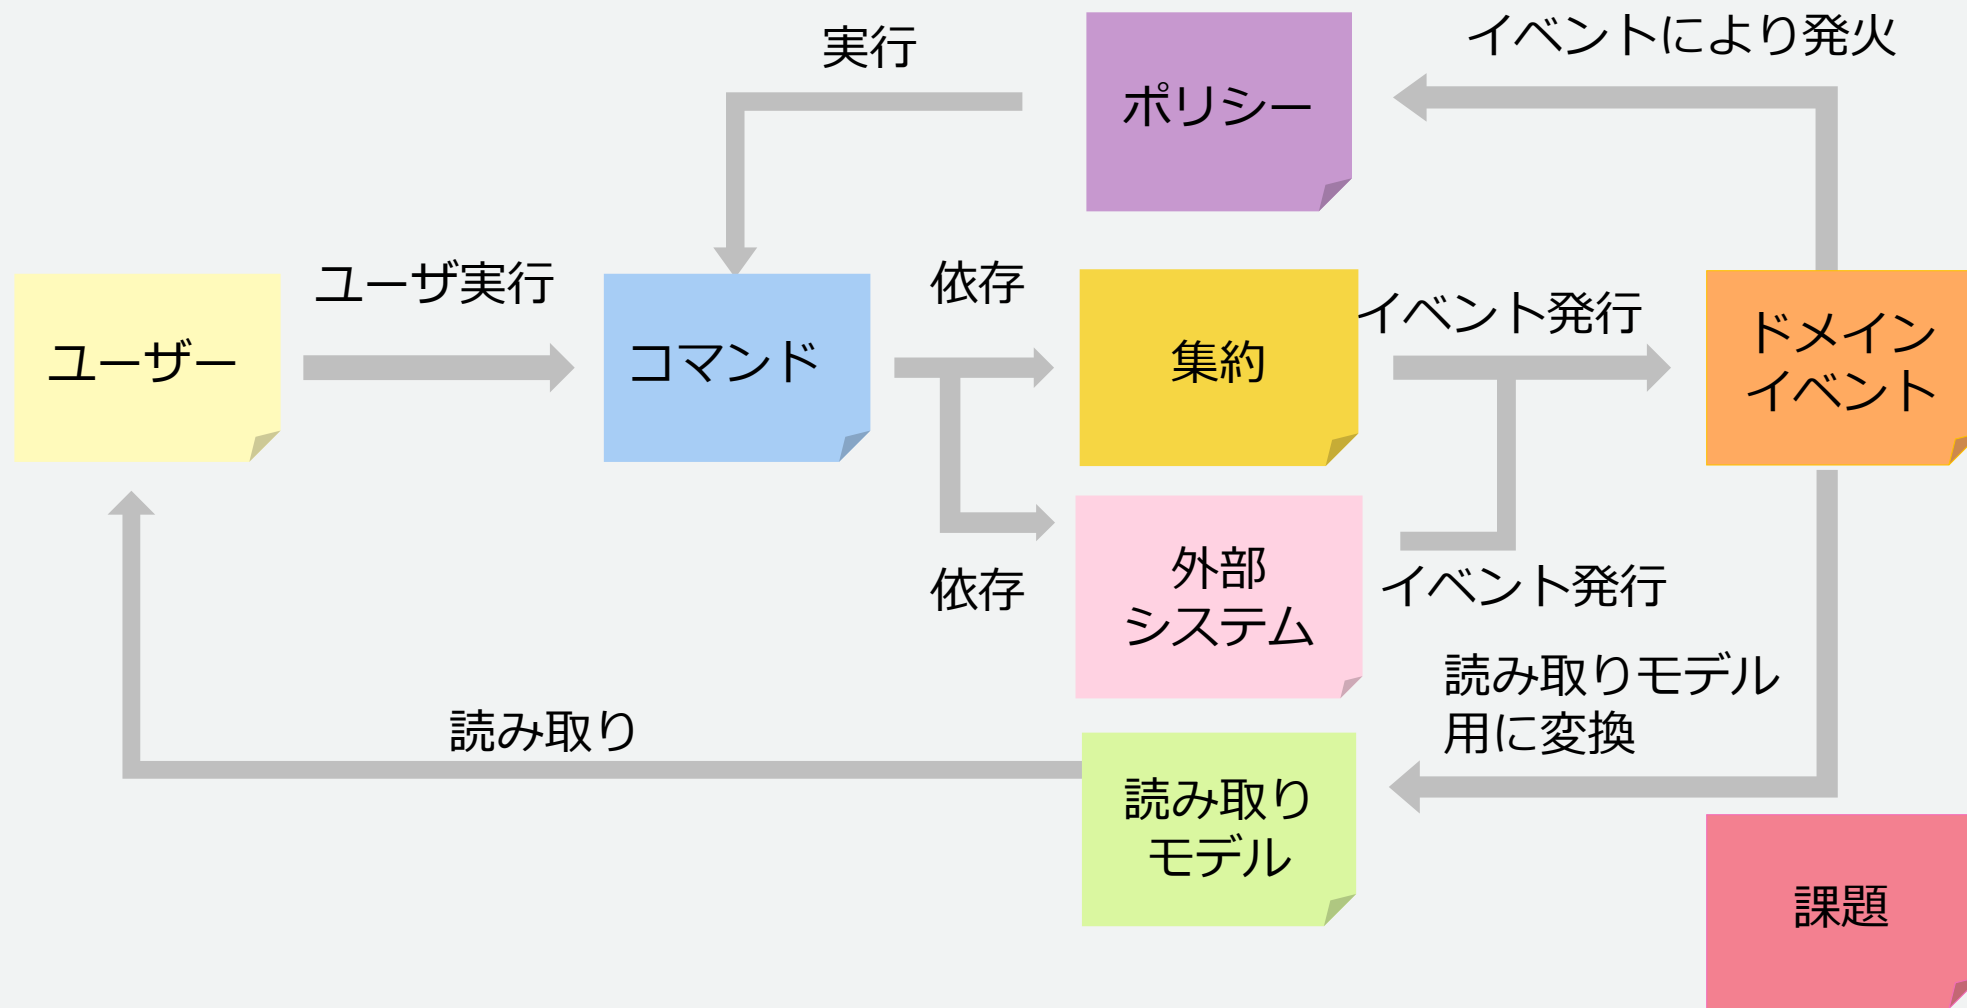 実行
ポリシー
イベントにより発火
ユーザー
ユーザ実行
コマンド
依存
集約
イベント発行
ドメイン
イベント
依存
外部
システム
イベント発行
読み取りモデル
用に変換
読み取り
読み取り
モデル
課題